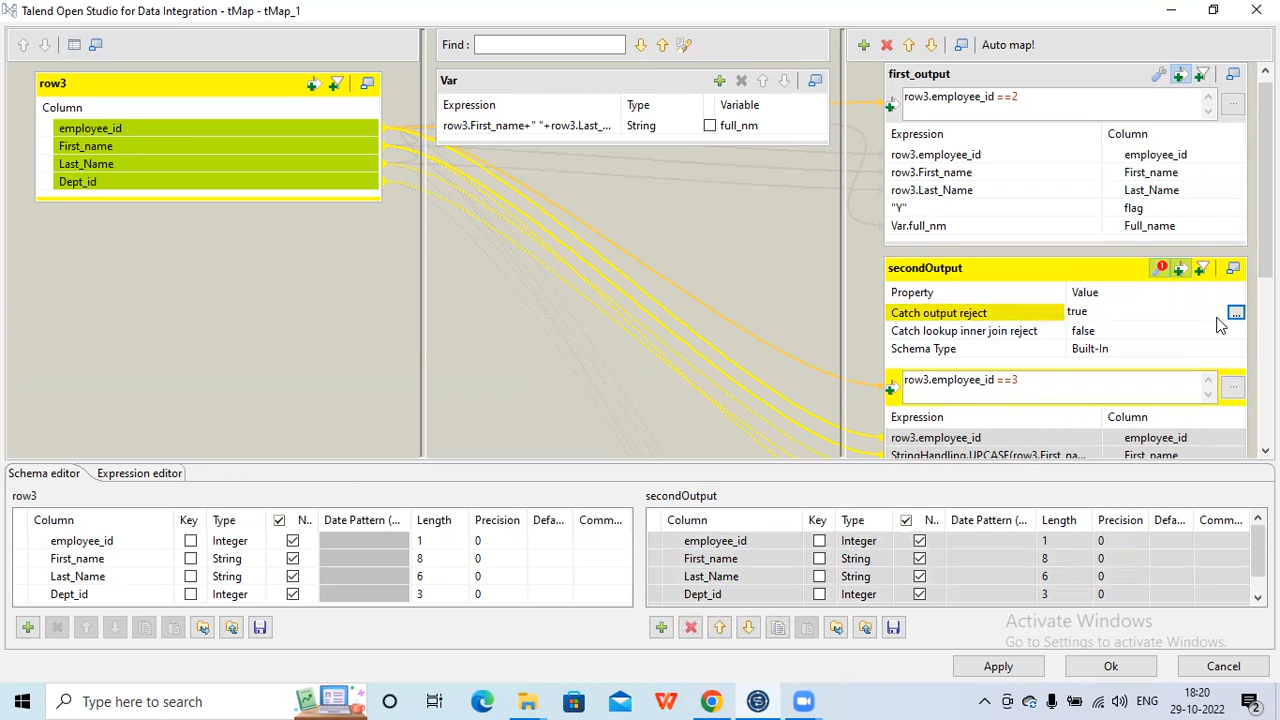 Talend Open Studio for Data Integration - tMap - tMap_1
Find :
Auto map!
row3
Column
employee_id
First_name
Last_Name
Dept_id
Var
Expression Type Variable
row3.First_name+" "+row3.Last_... String full_nm
first_output
row3.employee_id ==2
...
Expression Column
row3.employee_id employee_id
row3.First_name First_name
row3.Last_Name Last_Name
"Y" flag
Var.full_nm Full_name
secondOutput
Property Value
Catch output reject true ...
Catch lookup inner join reject false
Schema Type Built-In
row3.employee_id ==3
...
Expression Column
row3.employee_id employee_id
StringHandling.UPCASE(row3.First_na... First_name
Schema editor Expression editor
row3
Column Key Type N.. Date Pattern (... Length Precision Defa... Comm...
employee_id Integer 1 0
First_name String 8 0
Last_Name String 6 0
Dept_id Integer 3 0
secondOutput
Column Key Type N.. Date Pattern (... Length Precision Defa... Comm...
employee_id Integer 1 0
First_name String 8 0
Last_Name String 6 0
Dept_id Integer 3 0
Activate Windows
Go to Settings to activate Windows.
Apply Ok Cancel
Type here to search
ENG
18:20
29-10-2022
2